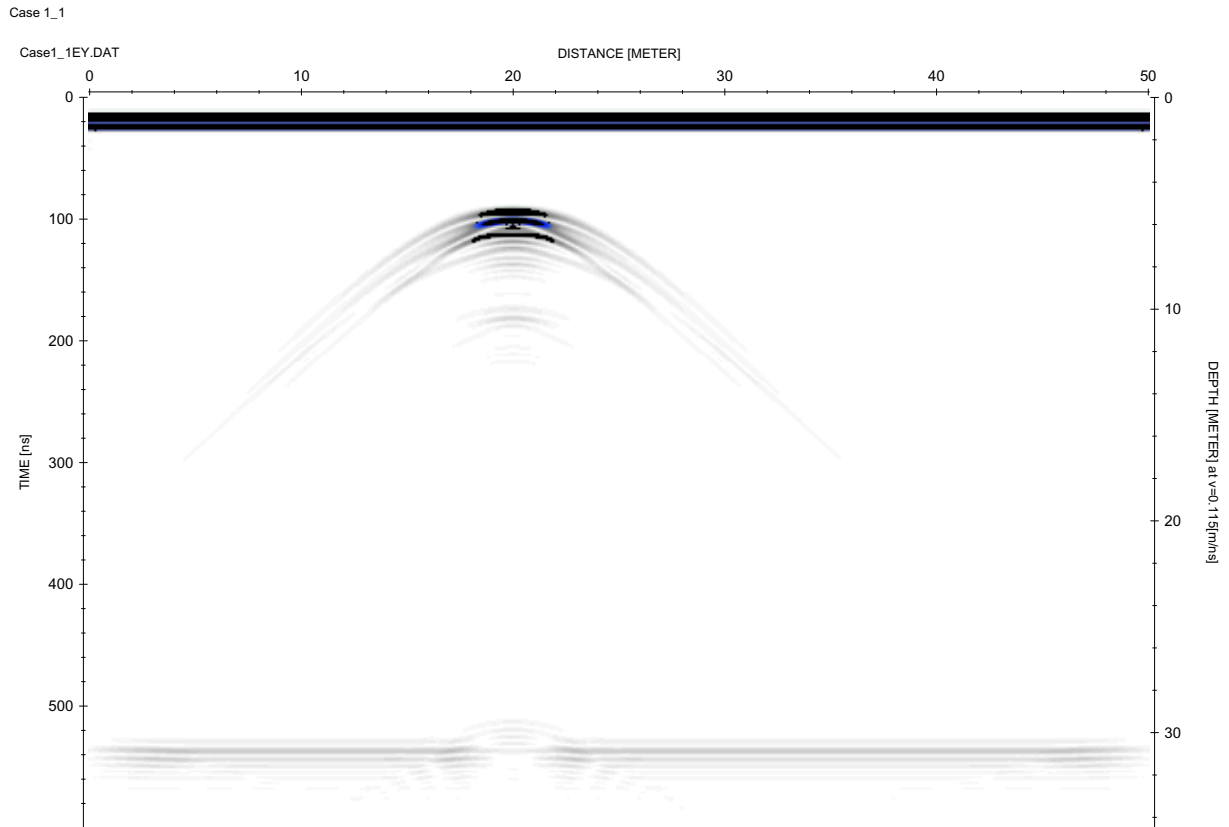 Case 1_1
Case1_1EY.DAT
DISTANCE [METER]
0 10 20 30 40 50
0
100
200
300
400
500
TIME [ns]
0
10
20
30
DEPTH [METER] at v=0.115[m/ns]